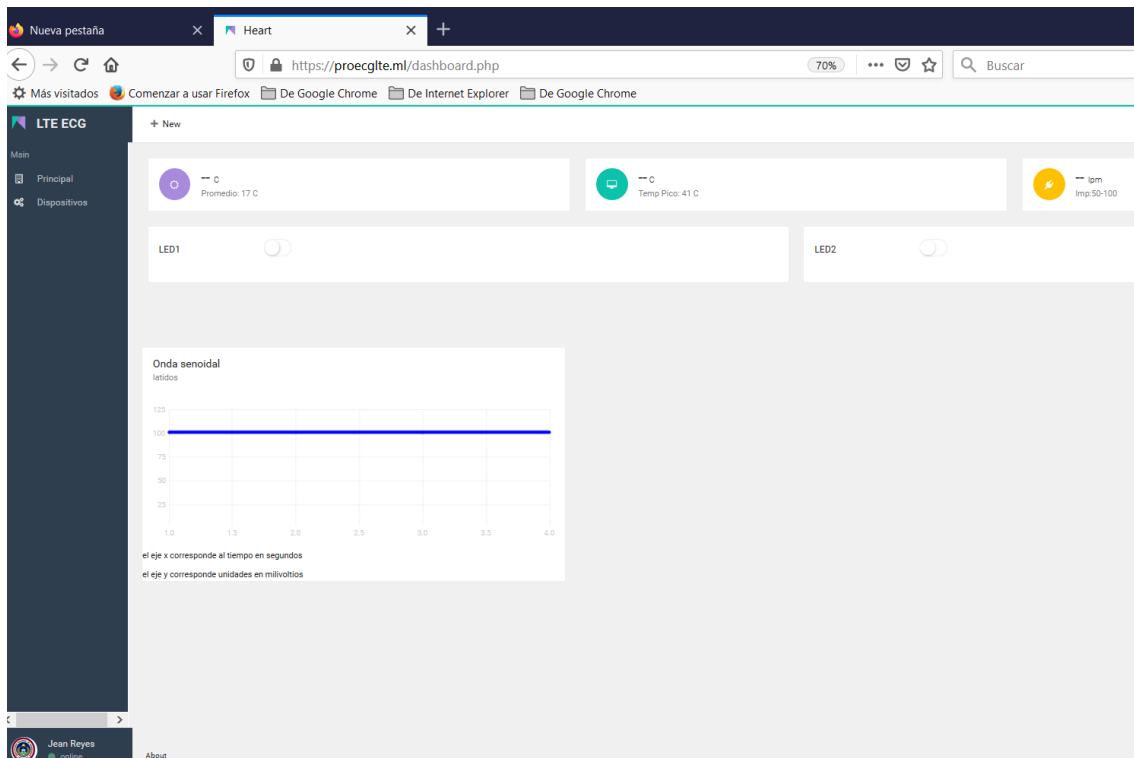 Nueva pestaña
Heart
https://proecglte.ml/dashboard.php
70%
Buscar
Más visitados
Comenzar a usar Firefox
De Google Chrome
De Internet Explorer
De Google Chrome
LTE ECG
+ New
Main
Principal
Dispositivos
-- C
Promedio: 17 C
-- C
Temp Pico: 41 C
-- lpm
Imp:50-100
LED1
LED2
Onda senoidal
latidos
125
100
75
50
25
1.0 1.5 2.0 2.5 3.0 3.5 4.0
el eje x corresponde al tiempo en segundos
el eje y corresponde unidades en milivoltios
Jean Reyes
online
About